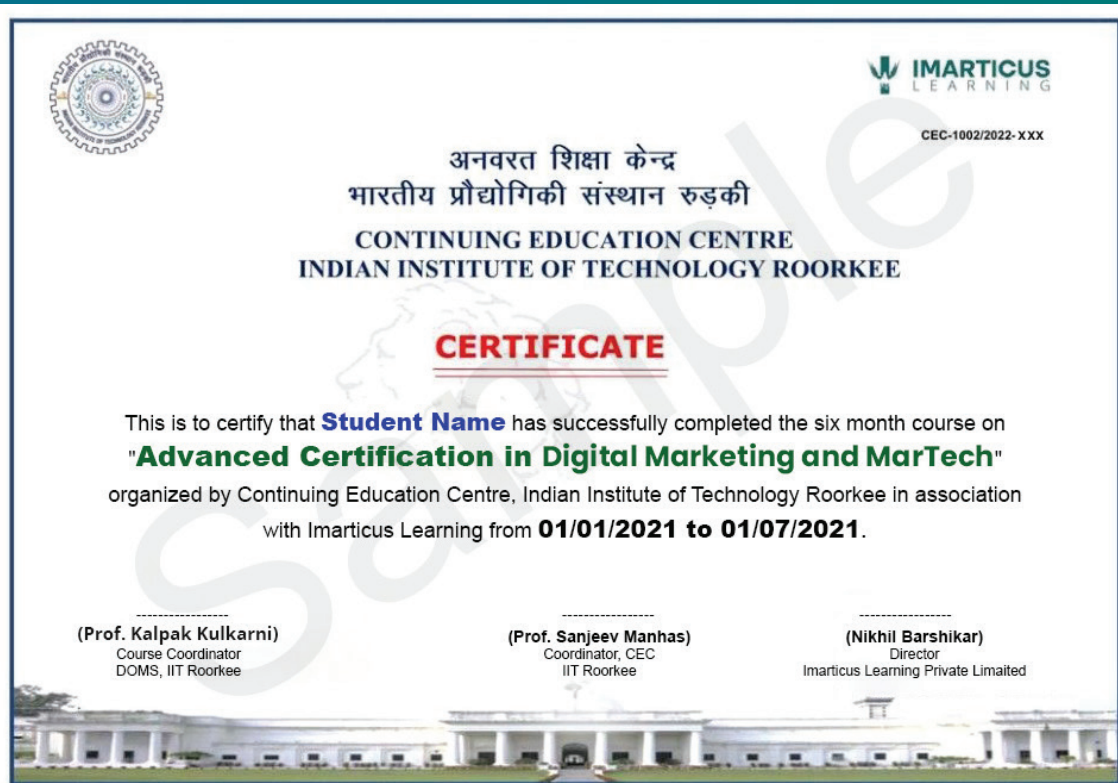 IMARTICUS
LEARNING
CEC-1002/2022-XXX
अनवरत शिक्षा केन्द्र
भारतीय प्रौद्योगिकी संस्थान रुड़की
CONTINUING EDUCATION CENTRE
INDIAN INSTITUTE OF TECHNOLOGY ROORKEE
CERTIFICATE
This is to certify that Student Name has successfully completed the six month course on
"Advanced Certification in Digital Marketing and MarTech"
organized by Continuing Education Centre, Indian Institute of Technology Roorkee in association
with Imarticus Learning from 01/01/2021 to 01/07/2021.
Sample
-----------------
(Prof. Kalpak Kulkarni)
Course Coordinator
DOMS, IIT Roorkee
-----------------
(Prof. Sanjeev Manhas)
Coordinator, CEC
IIT Roorkee
-----------------
(Nikhil Barshikar)
Director
Imarticus Learning Private Limaited